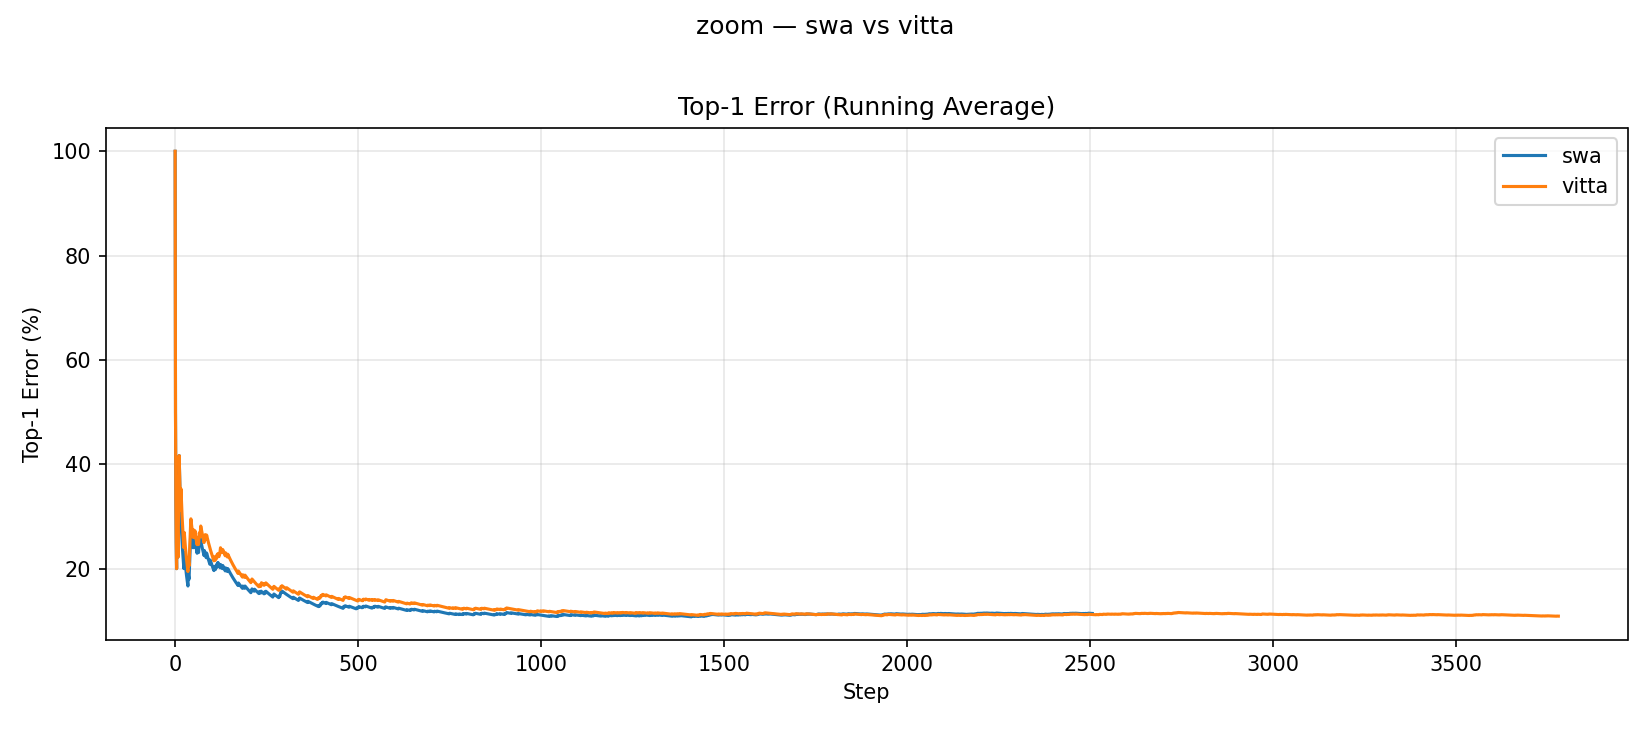 zoom — swa vs vitta
Top-1 Error (Running Average)
Top-1 Error (%)
100
80
60
40
20
swa
vitta
0
500
1000
1500
2000
2500
3000
3500
Step